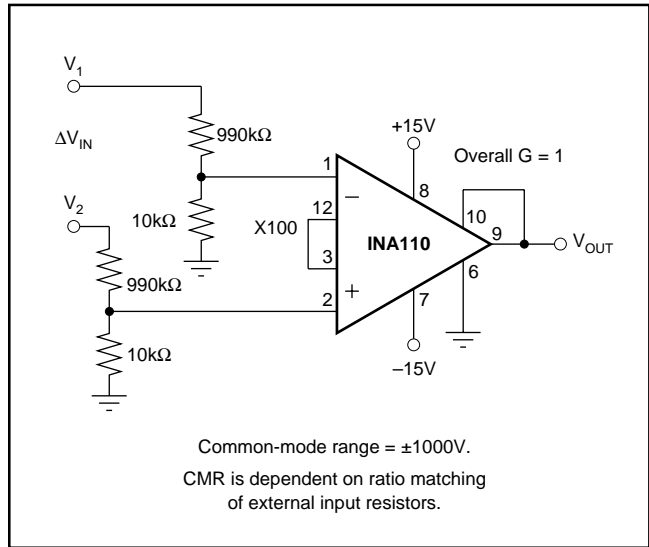 V1
ΔVIN
990kΩ
+15V
Overall G = 1
1
8
V2
10kΩ
12
–
X100
INA110
10
9
VOUT
3
6
990kΩ
2
+
7
10kΩ
–15V
Common-mode range = ±1000V.
CMR is dependent on ratio matching
of external input resistors.